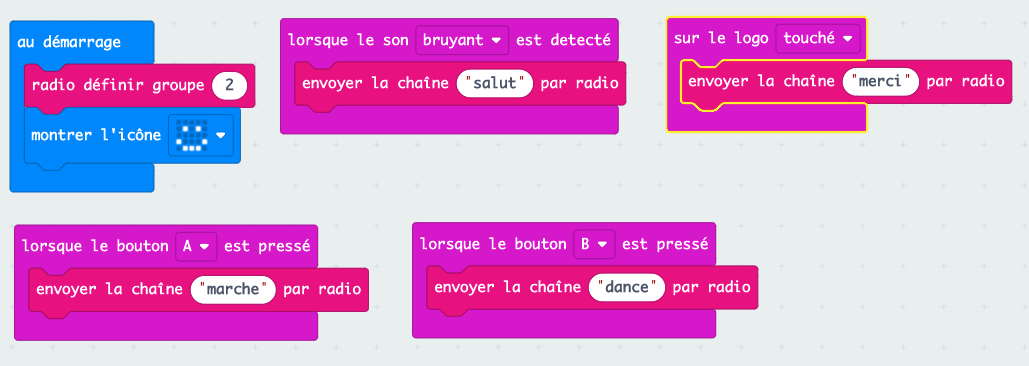 au démarrage
radio définir groupe 2
montrer l'icône
lorsque le son bruyant est detecté
envoyer la chaîne "salut" par radio
sur le logo touché
envoyer la chaîne "merci" par radio
lorsque le bouton A est pressé
envoyer la chaîne "marche" par radio
lorsque le bouton B est pressé
envoyer la chaîne "dance" par radio